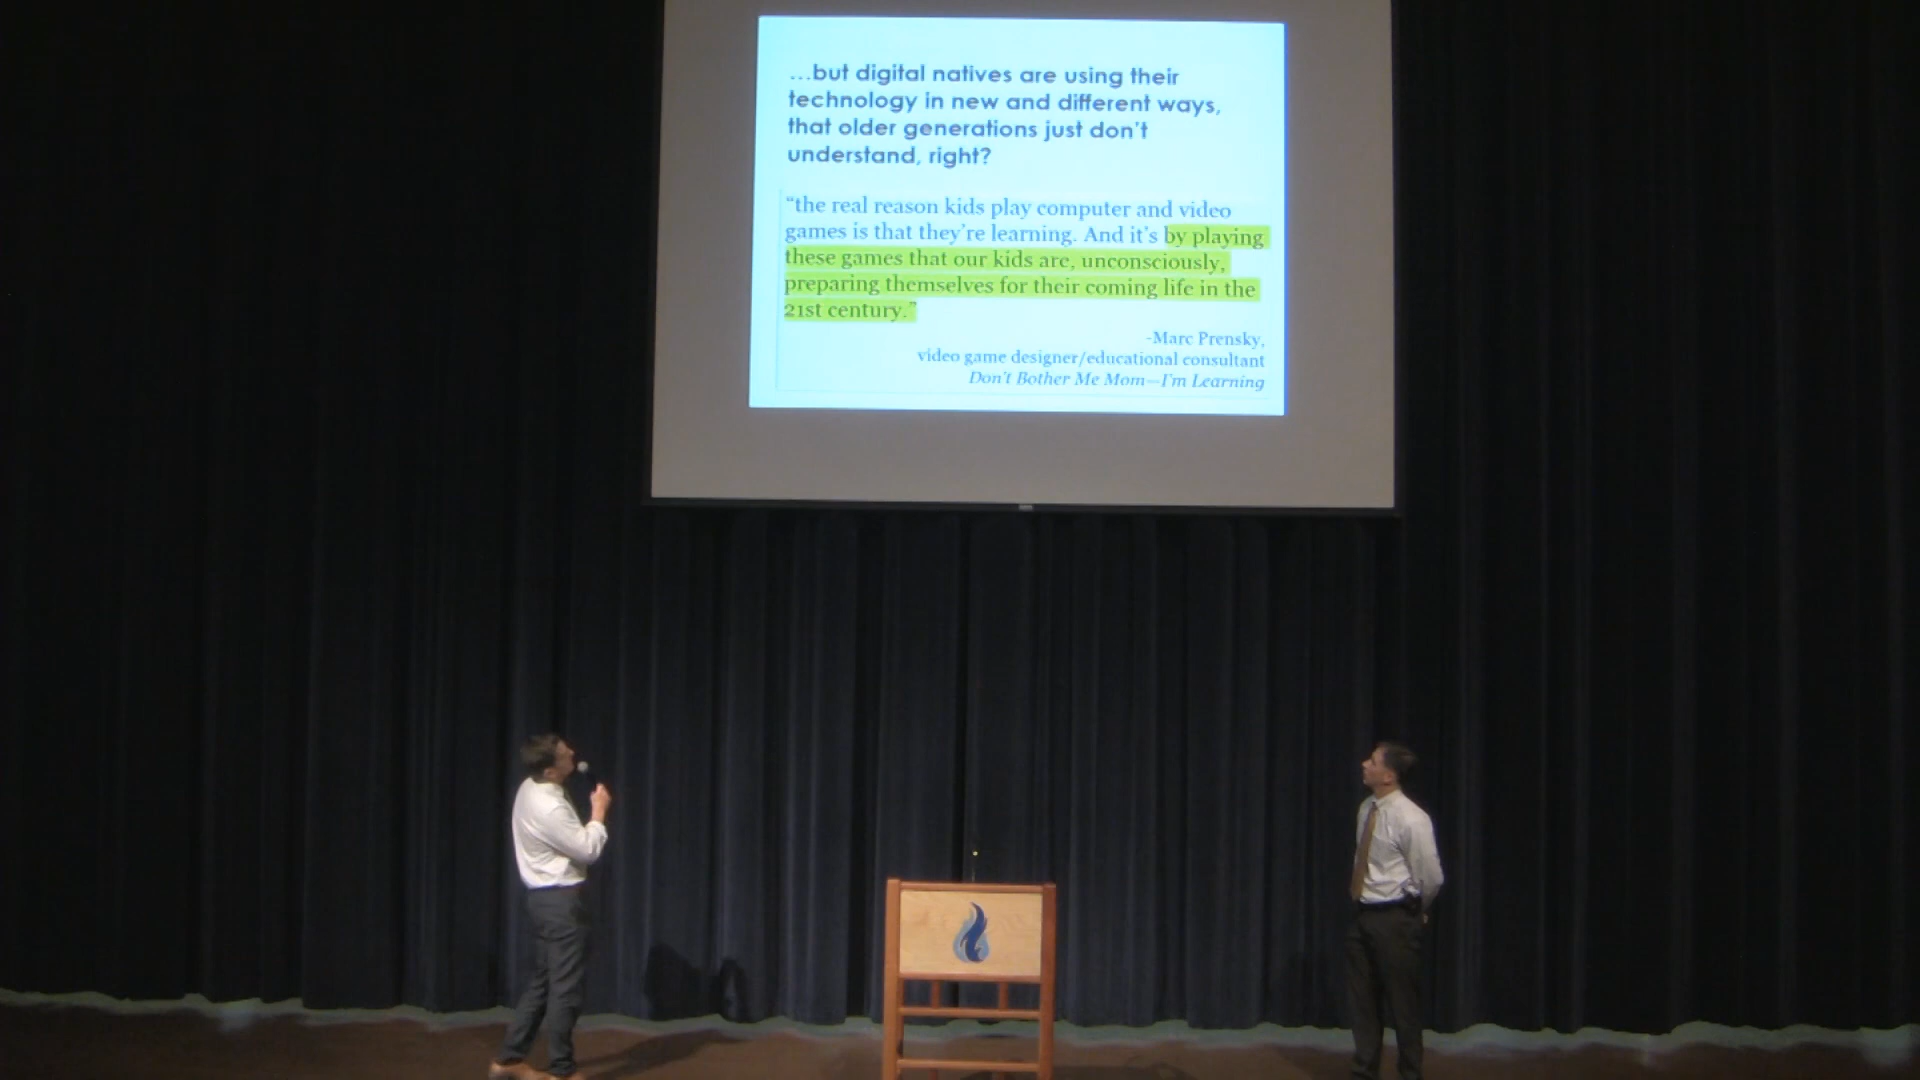 ...but digital natives are using their
technology in new and different ways,
that older generations just don't
understand, right?
“the real reason kids play computer and video
games is that they're learning. And it's by playing
these games that our kids are, unconsciously,
preparing themselves for their coming life in the
21st century.”
-Marc Prensky,
video game designer/educational consultant
Don't Bother Me Mom—I'm Learning